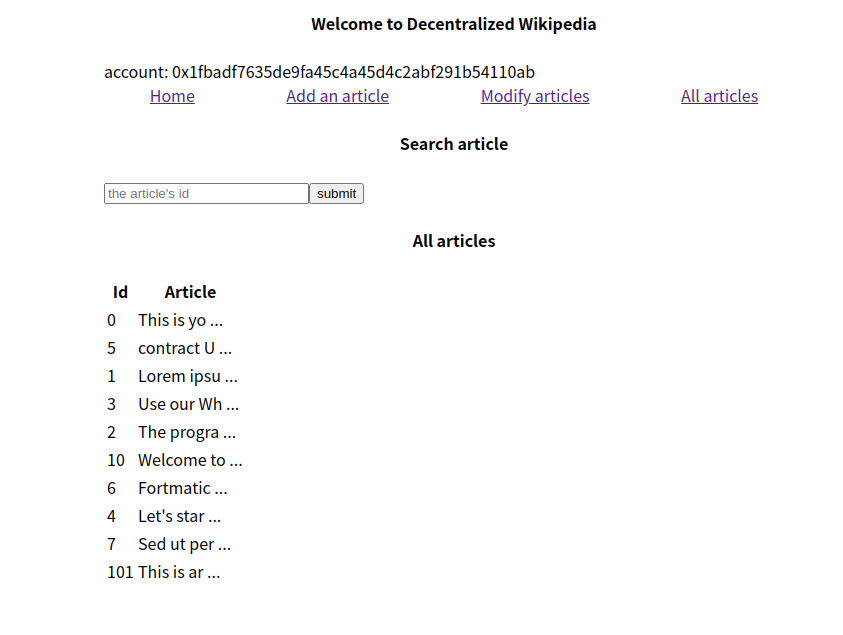 Welcome to Decentralized Wikipedia
account: 0x1fbadf7635de9fa45c4a45d4c2abf291b54110ab
Home Add an article Modify articles All articles
Search article
the article's id submit
All articles
Id Article
0 This is yo ...
5 contract U ...
1 Lorem ipsu ...
3 Use our Wh ...
2 The progra ...
10 Welcome to ...
6 Fortmatic ...
4 Let's star ...
7 Sed ut per ...
101 This is ar ...